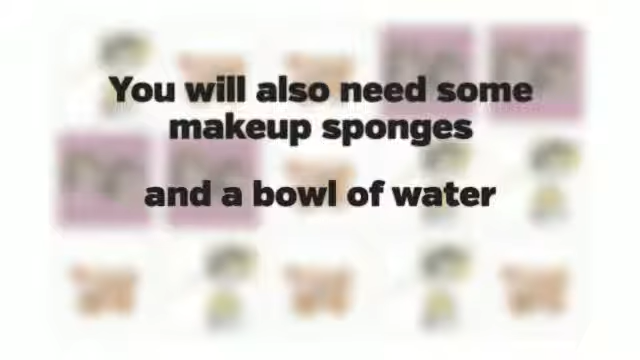 You will also need some
makeup sponges
and a bowl of water